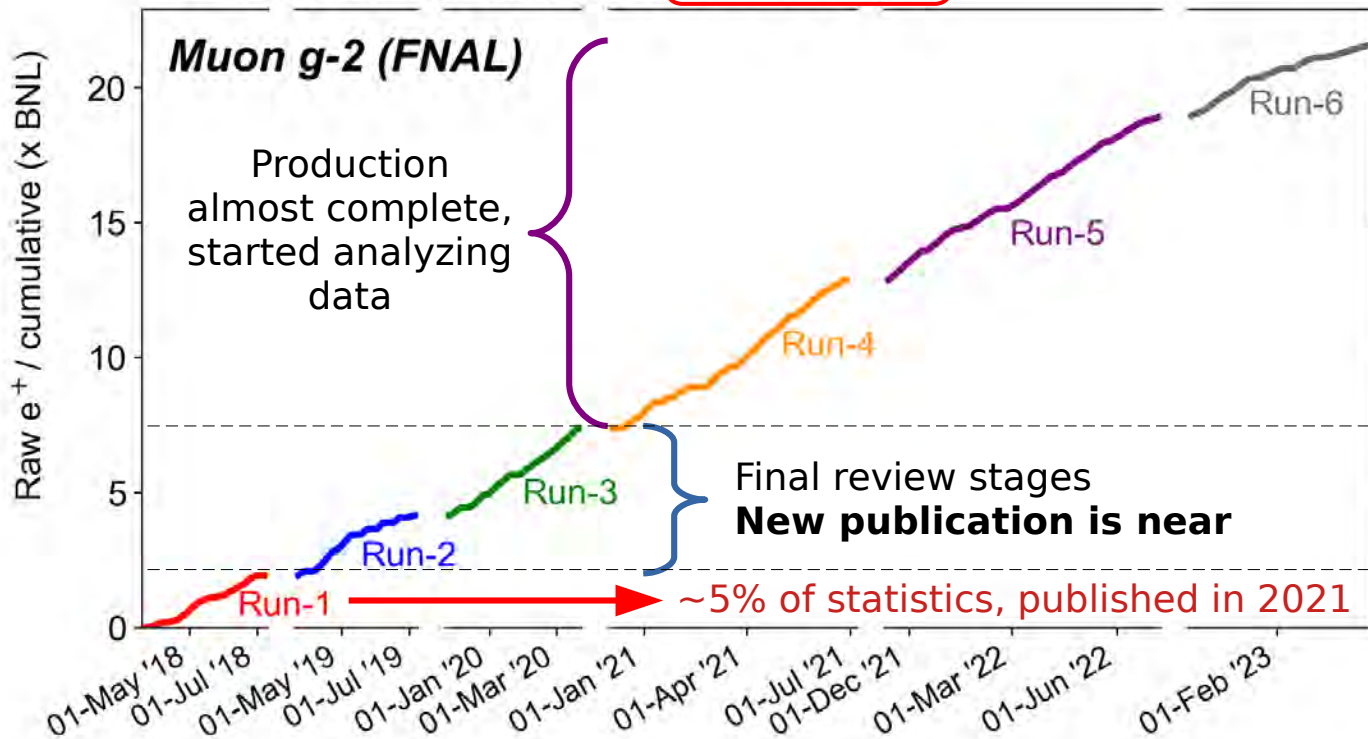 Muon g-2 (FNAL)
Raw e⁺ / cumulative (x BNL)
20
15
10
5
0
Production
almost complete,
started analyzing
data
Run-6
Run-5
Run-4
Run-3
Run-2
Run-1
Final review stages
New publication is near
~5% of statistics, published in 2021
01-May '18
01-Jul '18
01-May '19
01-Jul '19
01-Jan '20
01-Mar '20
01-Jan '21
01-Apr '21
01-Jul '21
01-Dec '21
01-Mar '22
01-Jun '22
01-Feb '23